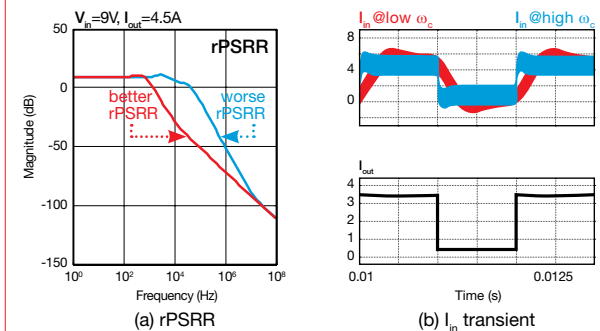 V_in=9V, I_out=4.5A
rPSRR
better rPSRR
worse rPSRR
Magnitude (dB)
50
0
-50
-100
-150
10^0
10^2
10^4
10^6
10^8
Frequency (Hz)
(a) rPSRR
I_in @low ω_c
I_in @high ω_c
8
4
0
I_out
4
3
2
1
0
0.01
0.0125
Time (s)
(b) I_in transient